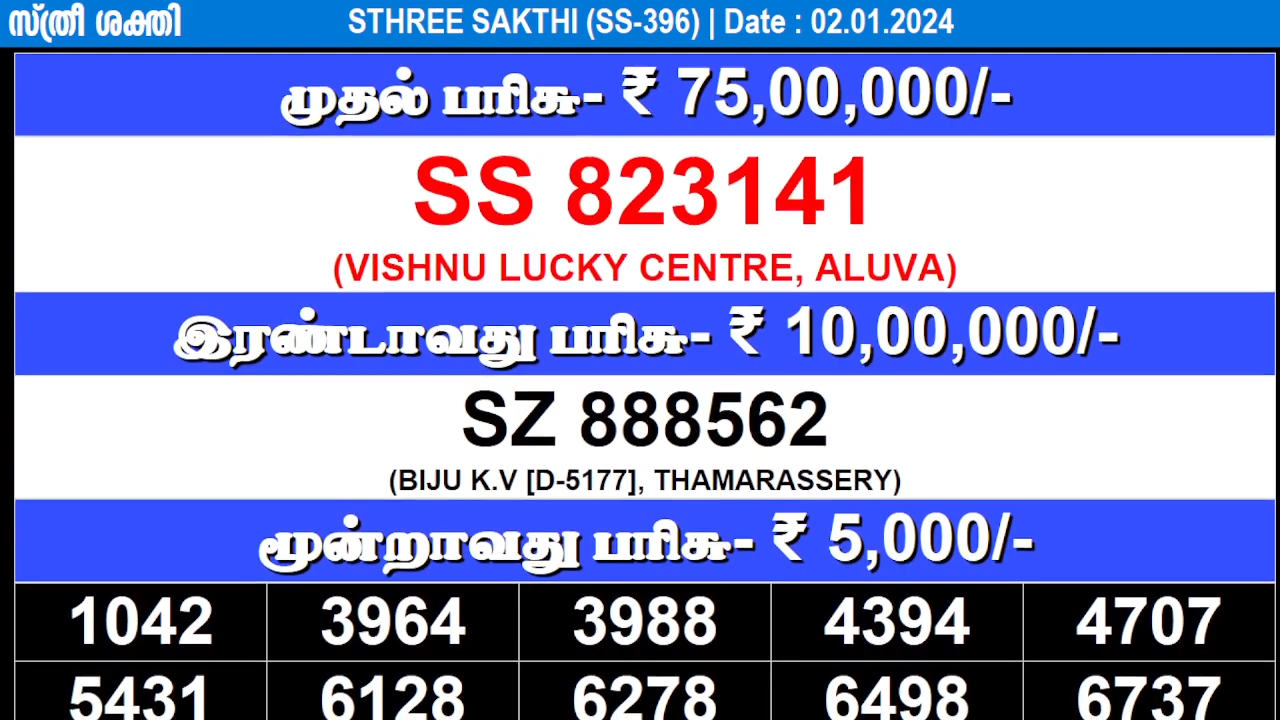 സ്ത്രീ ശക്തി STHREE SAKTHI (SS-396) | Date : 02.01.2024
முதல் பரிசு- ₹ 75,00,000/-
SS 823141
(VISHNU LUCKY CENTRE, ALUVA)
இரண்டாவது பரிசு- ₹ 10,00,000/-
SZ 888562
(BIJU K.V [D-5177], THAMARASSERY)
மூன்றாவது பரிசு- ₹ 5,000/-
1042 3964 3988 4394 4707
5431 6128 6278 6498 6737